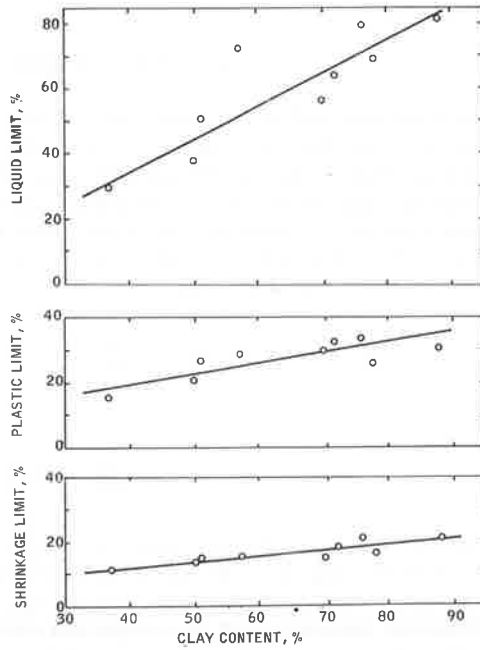 LIQUID LIMIT, %
80
60
40
20
0
PLASTIC LIMIT, %
40
20
0
SHRINKAGE LIMIT, %
40
20
0
30 40 50 60 70 80 90
CLAY CONTENT, %